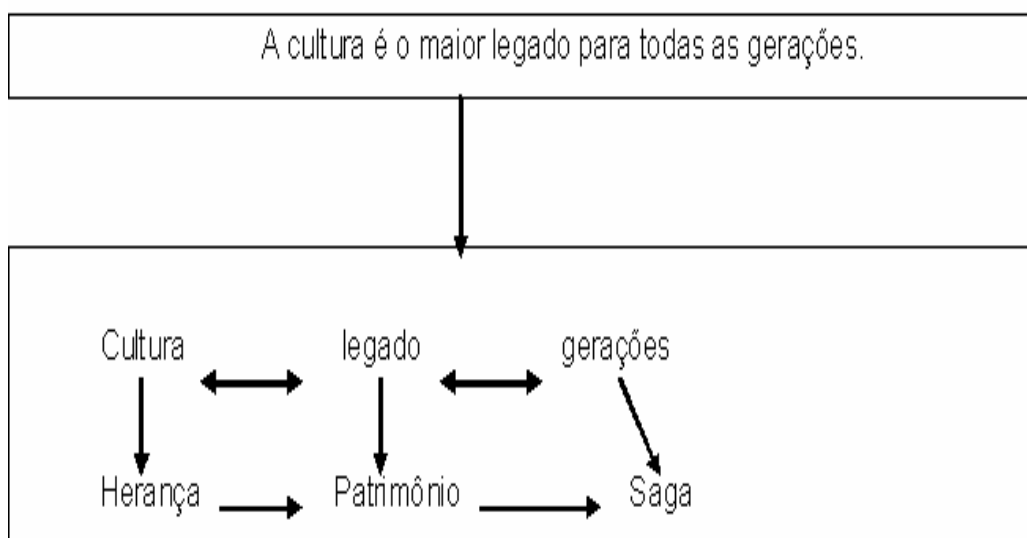 A cultura é o maior legado para todas as gerações.
Cultura legado gerações
Herança Patrimônio Saga